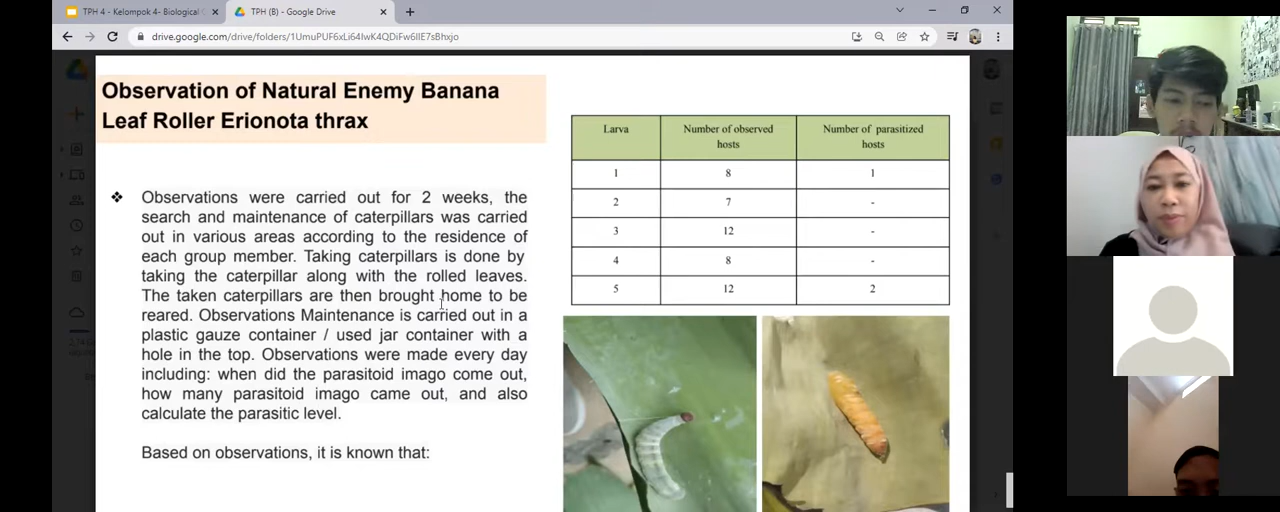 TPH 4 - Kelompok 4- Biological
TPH (B) - Google Drive
drive.google.com/drive/folders/1UmuPUF6xLi64IwK4QDiFw6IIE7sBhxjo
Observation of Natural Enemy Banana
Leaf Roller Erionota thrax
❖ Observations were carried out for 2 weeks, the
search and maintenance of caterpillars was carried
out in various areas according to the residence of
each group member. Taking caterpillars is done by
taking the caterpillar along with the rolled leaves.
The taken caterpillars are then brought home to be
reared. Observations Maintenance is carried out in a
plastic gauze container / used jar container with a
hole in the top. Observations were made every day
including: when did the parasitoid imago come out,
how many parasitoid imago came out, and also
calculate the parasitic level.
Based on observations, it is known that:
Larva Number of observed hosts Number of parasitized hosts
1 8 1
2 7 -
3 12 -
4 8 -
5 12 2